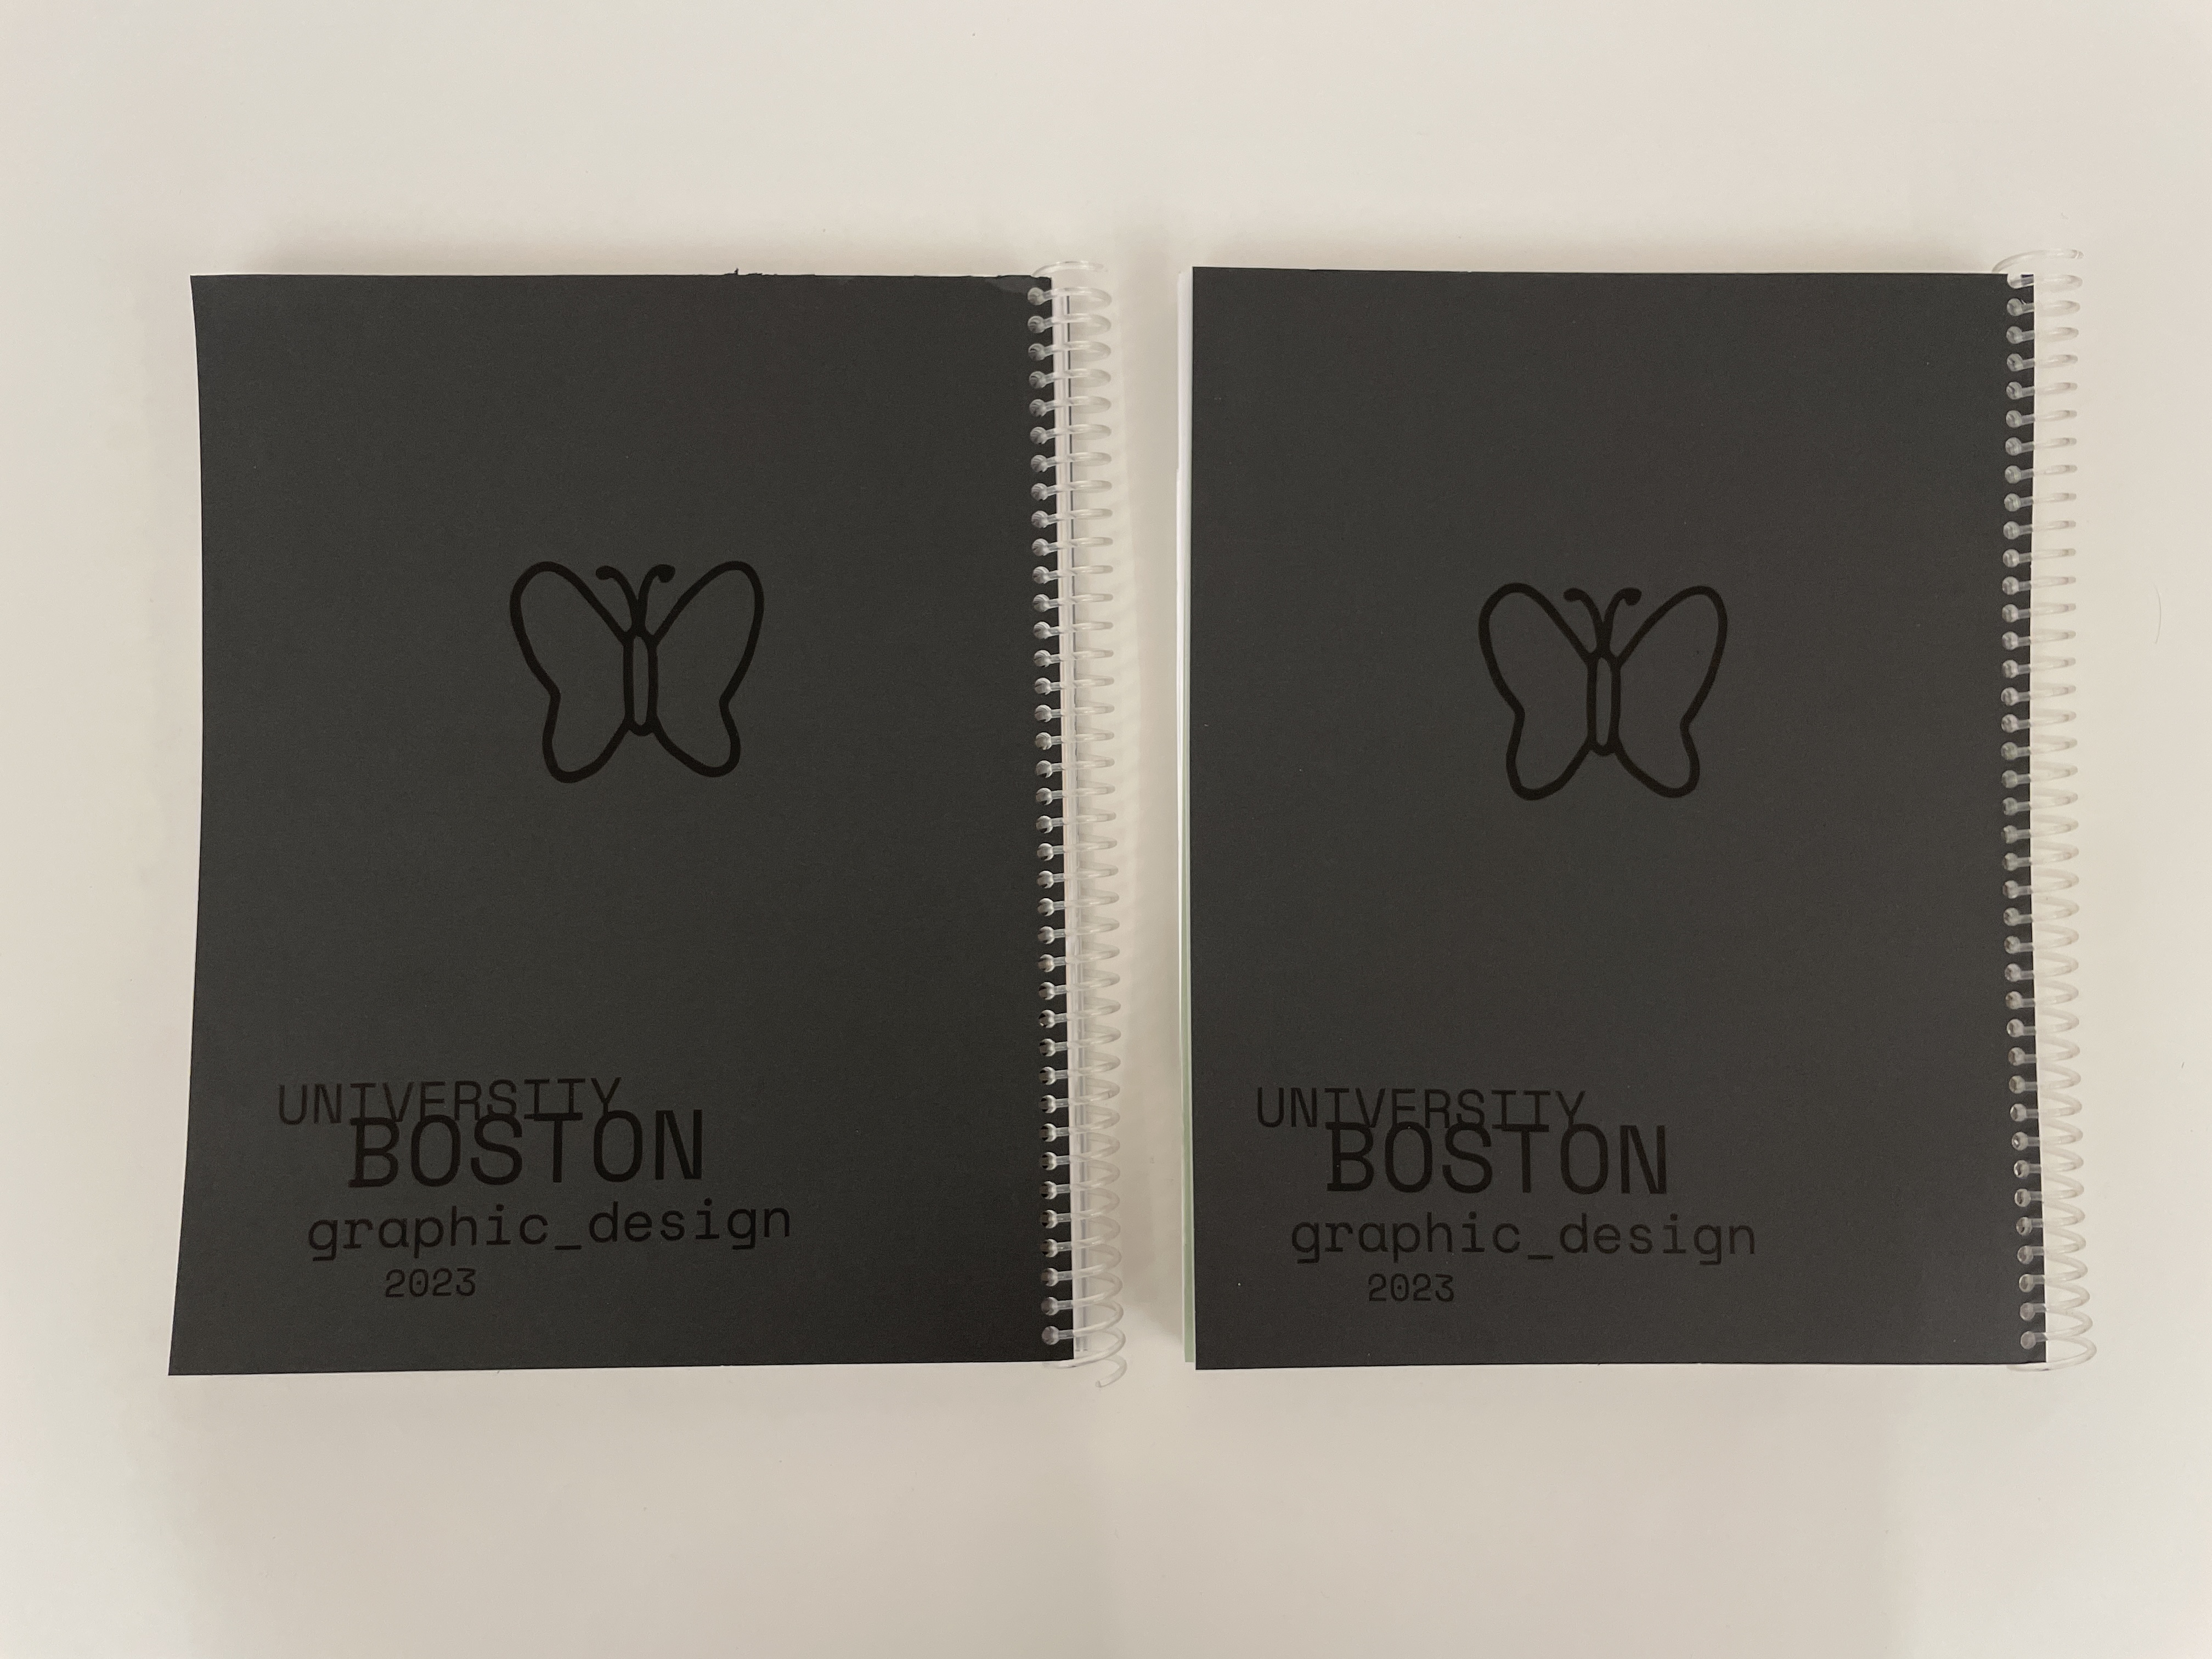 UNIVERSITY
BOSTON
graphic_design
2023
UNIVERSITY
BOSTON
graphic_design
2023